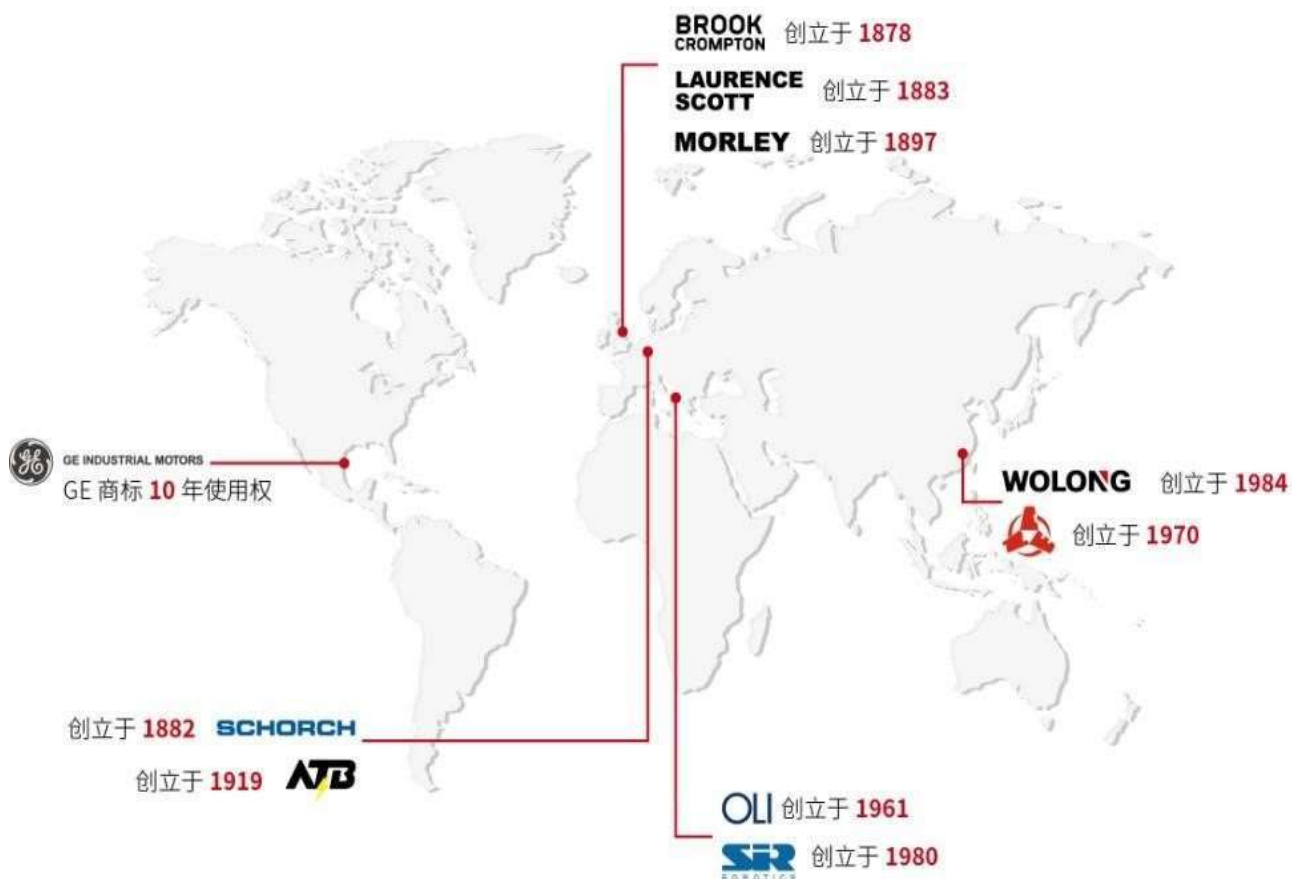 BROOK
CROMPTON 创立于 1878
LAURENCE
SCOTT 创立于 1883
MORLEY 创立于 1897
GE INDUSTRIAL MOTORS
GE 商标 10 年使用权
WOLONG 创立于 1984
创立于 1970
创立于 1882 SCHORCH
创立于 1919 ATB
OLI 创立于 1961
SIR 创立于 1980
ROBOTICS